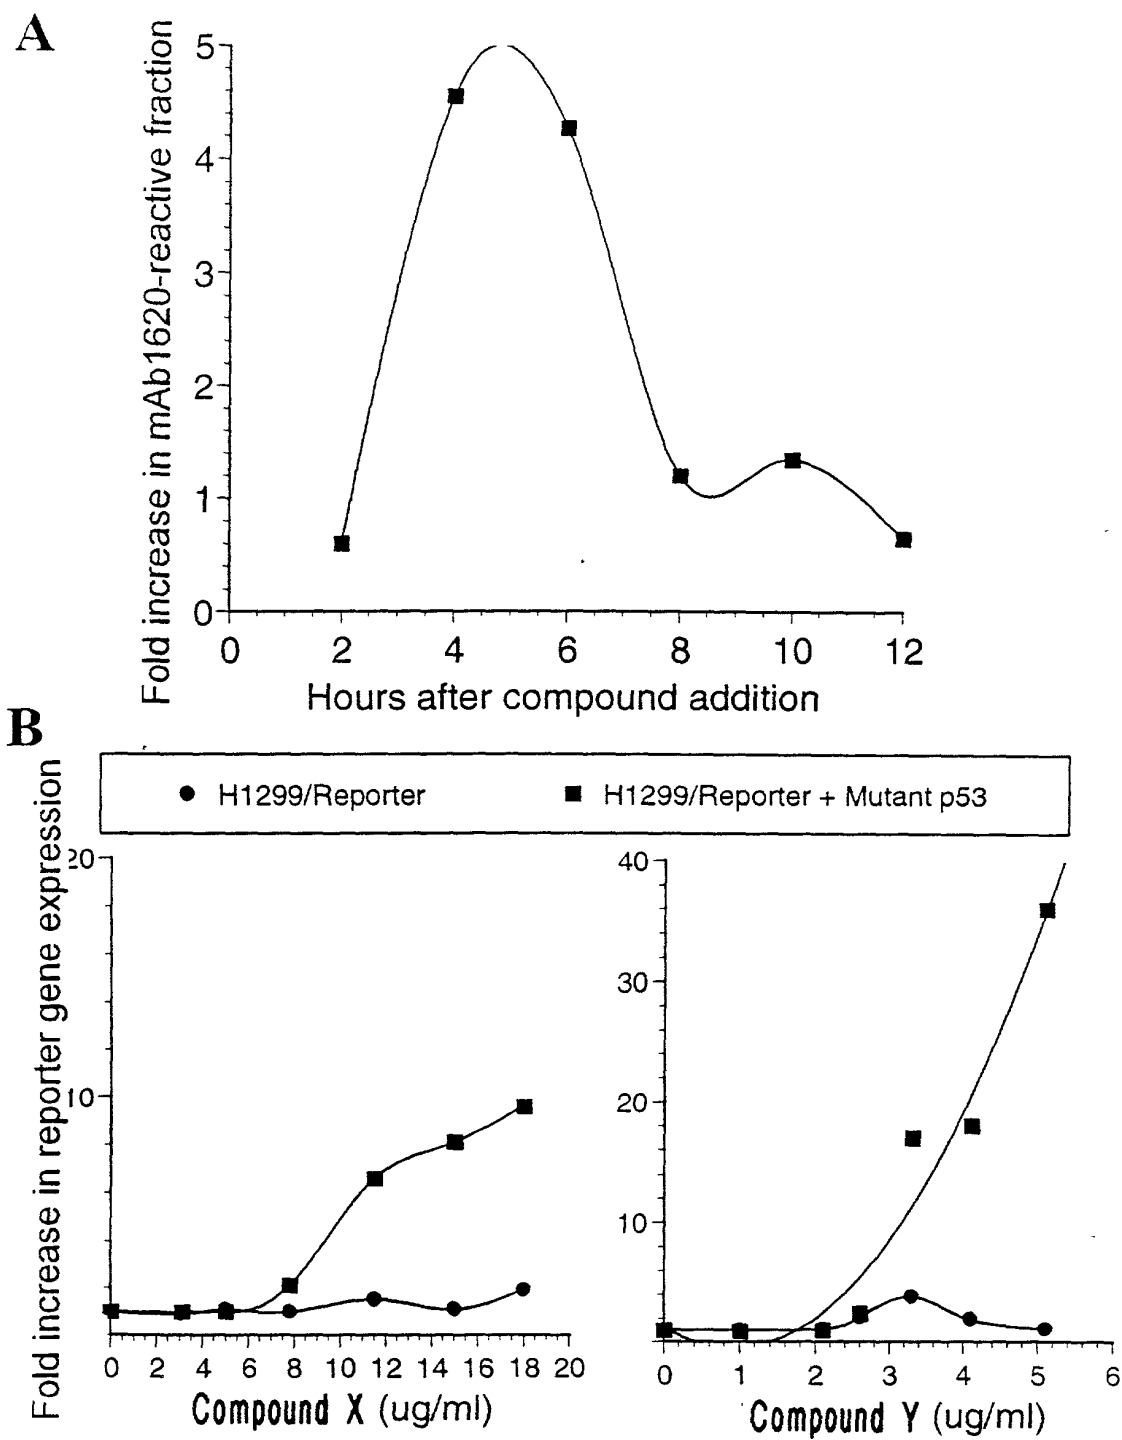 A
Fold increase in mAb1620-reactive fraction
5
4
3
2
1
0
0 2 4 6 8 10 12
Hours after compound addition
B
H1299/Reporter H1299/Reporter + Mutant p53
Fold increase in reporter gene expression
20
10
0 2 4 6 8 10 12 14 16 18 20
Compound X (ug/ml)
40
30
20
10
0 1 2 3 4 5 6
Compound Y (ug/ml)